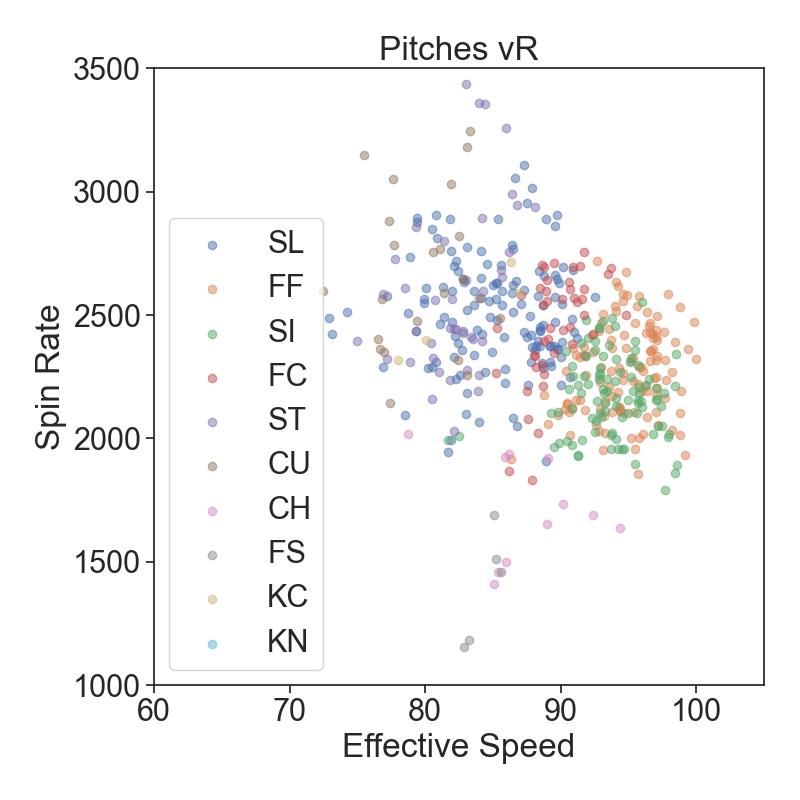 Pitches vR
3500
3000
2500
2000
1500
1000
Spin Rate
SL
FF
SI
FC
ST
CU
CH
FS
KC
KN
60 70 80 90 100
Effective Speed